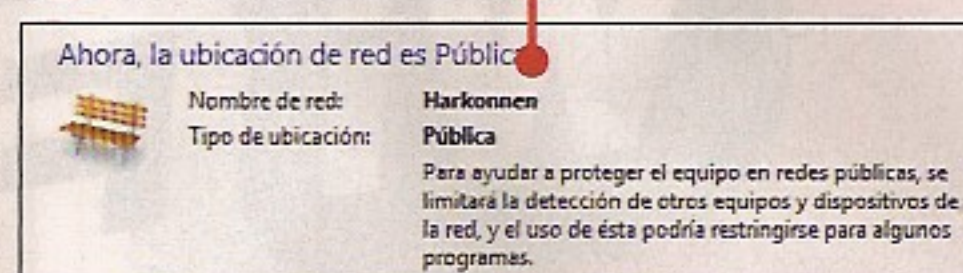 Ahora, la ubicación de red es Pública
Nombre de red: Harkonnen
Tipo de ubicación: Pública
Para ayudar a proteger el equipo en redes públicas, se
limitará la detección de otros equipos y dispositivos de
la red, y el uso de ésta podría restringirse para algunos
programas.